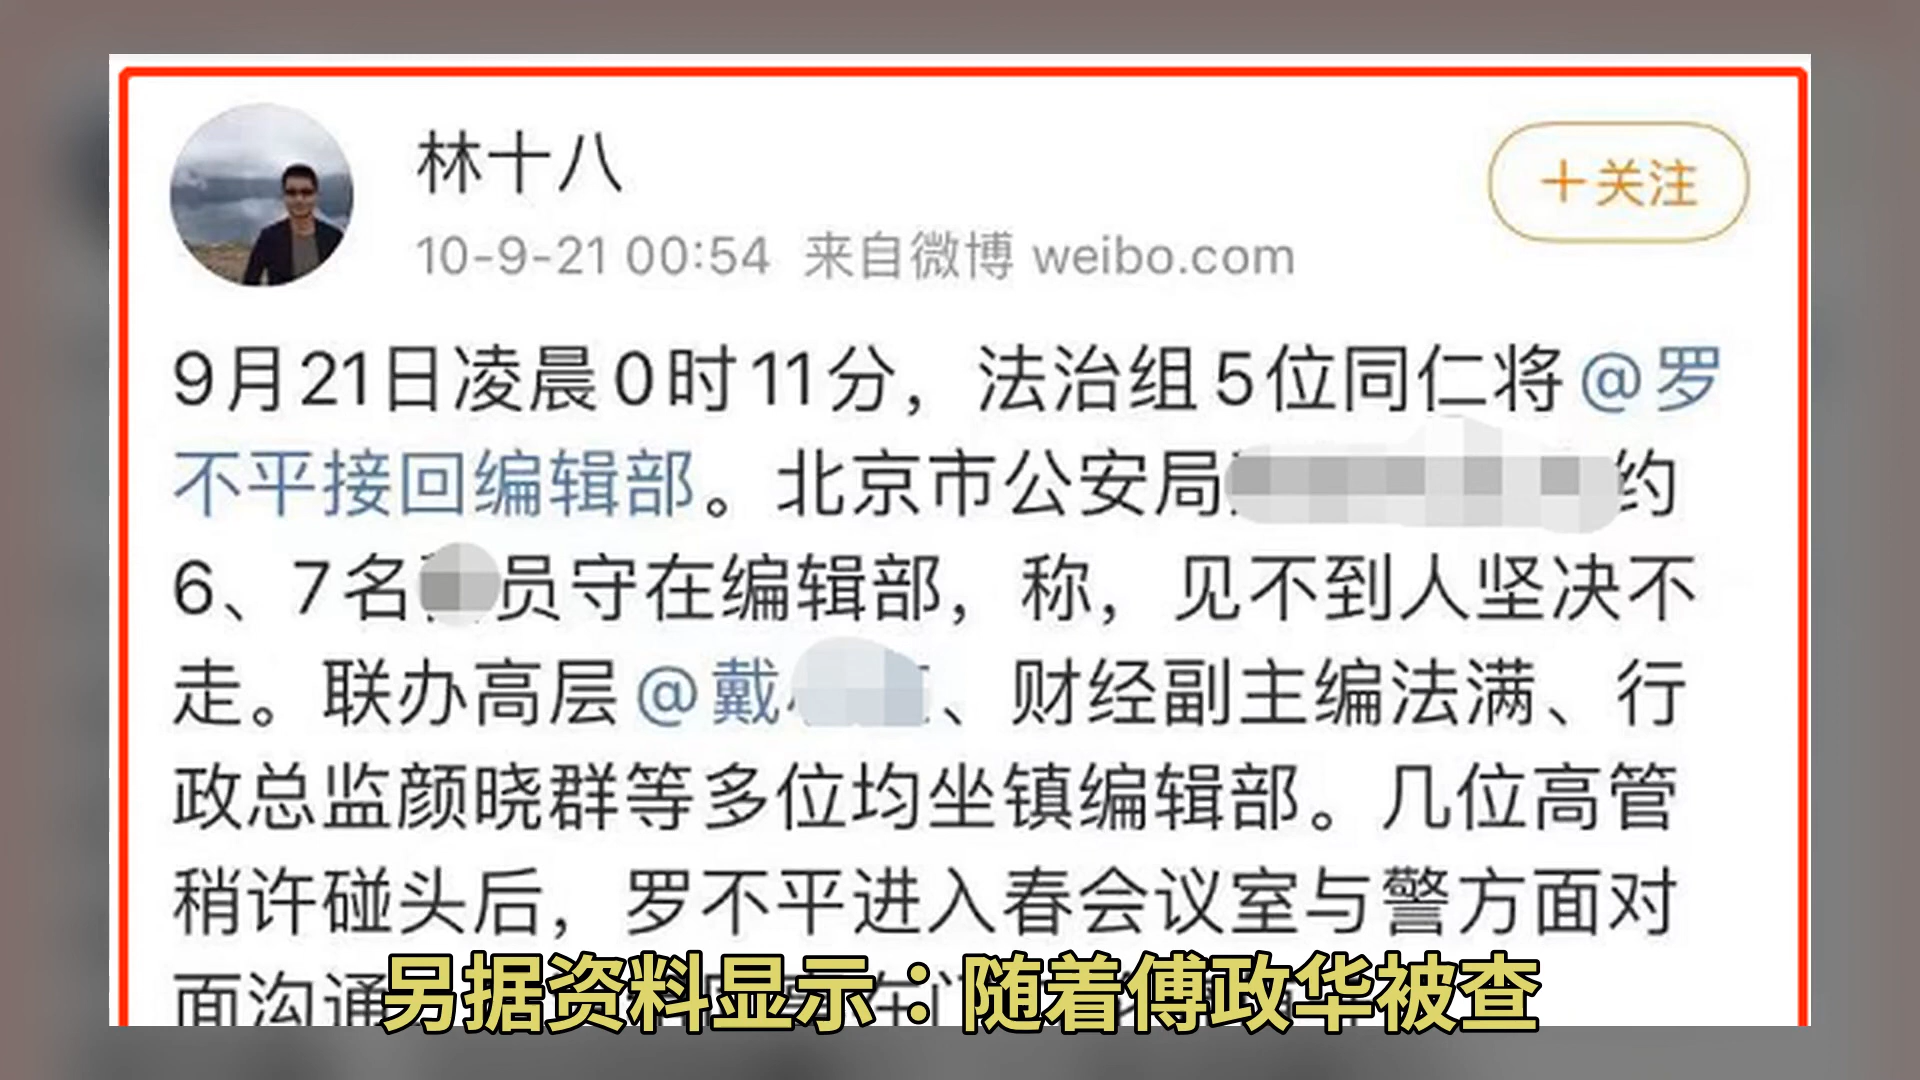 林十八
+关注
10-9-21 00:54 来自微博 weibo.com
9月21日凌晨0时11分，法治组5位同仁将@罗
不平接回编辑部。北京市公安局 约
6、7名 员守在编辑部，称，见不到人坚决不
走。联办高层@戴 、财经副主编法满、行
政总监颜晓群等多位均坐镇编辑部。几位高管
稍许碰头后，罗不平进入春会议室与警方面对
面沟通
另据资料显示：随着傅政华被查